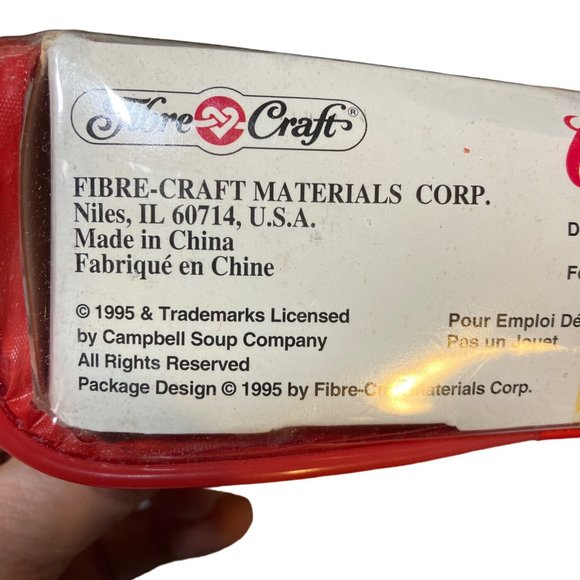 Fibre Craft®
FIBRE-CRAFT MATERIALS CORP.
Niles, IL 60714, U.S.A.
Made in China
Fabriqué en Chine
© 1995 & Trademarks Licensed
by Campbell Soup Company
All Rights Reserved
Package Design © 1995 by Fibre-Craft Materials Corp.
Pour Emploi
Pas un Jouet